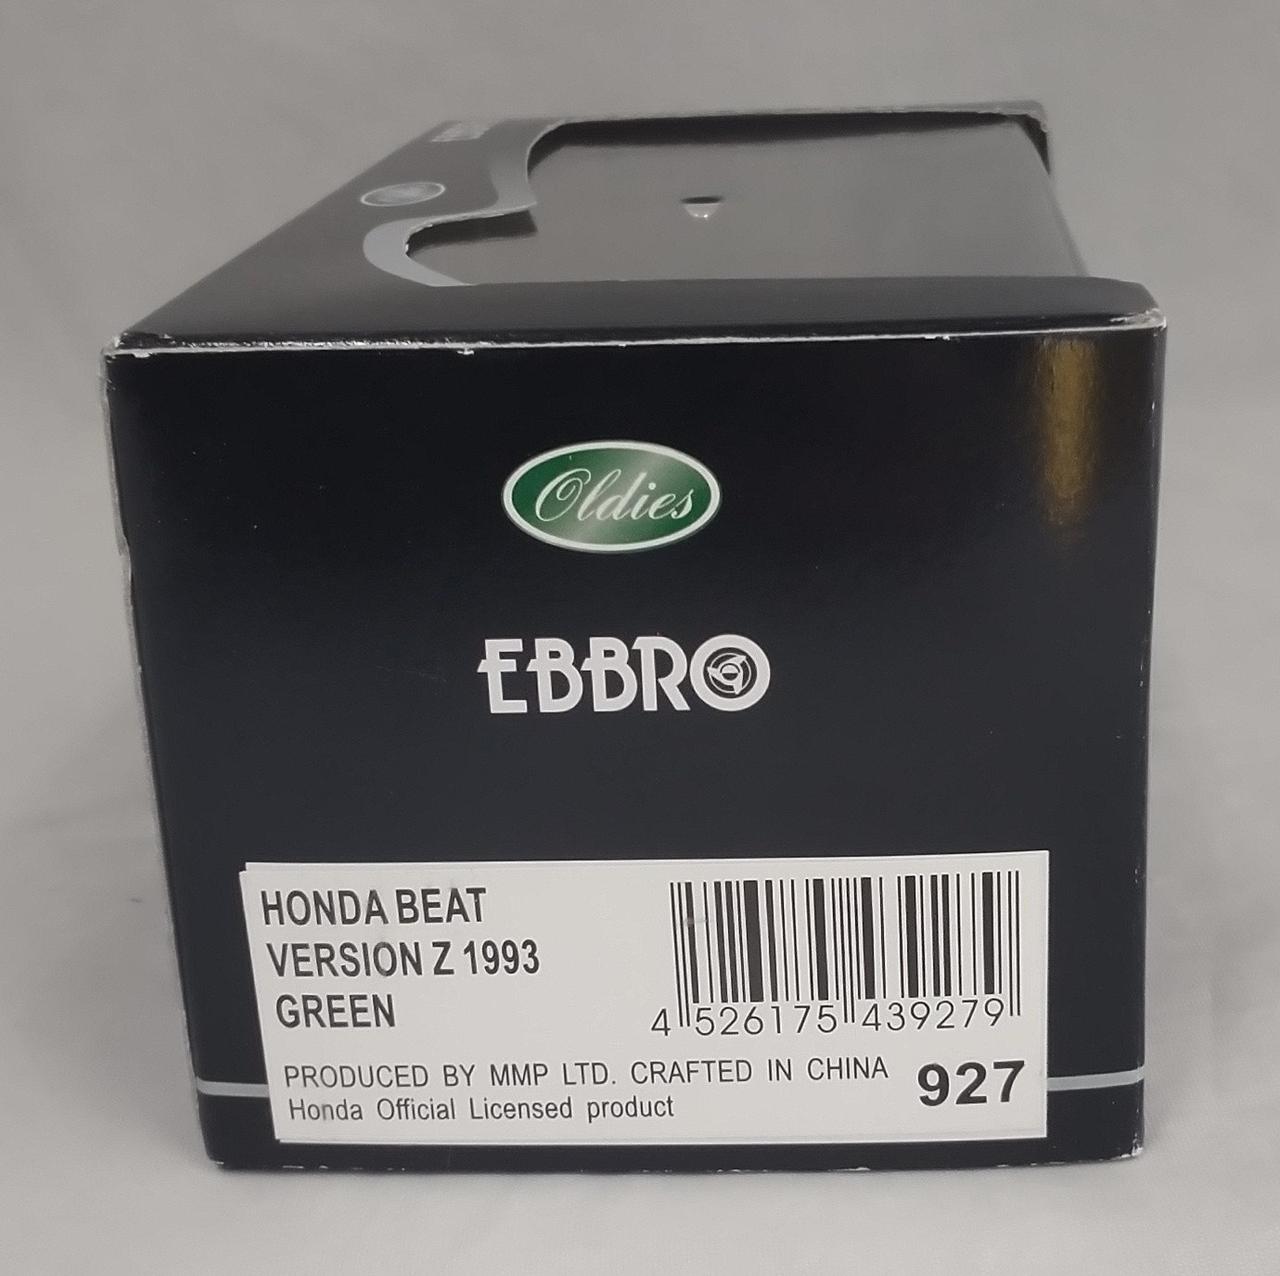 Oldies
EBBRO
HONDA BEAT
VERSION Z 1993
GREEN
4 526175 439279
PRODUCED BY MMP LTD. CRAFTED IN CHINA
927
Honda Official Licensed product